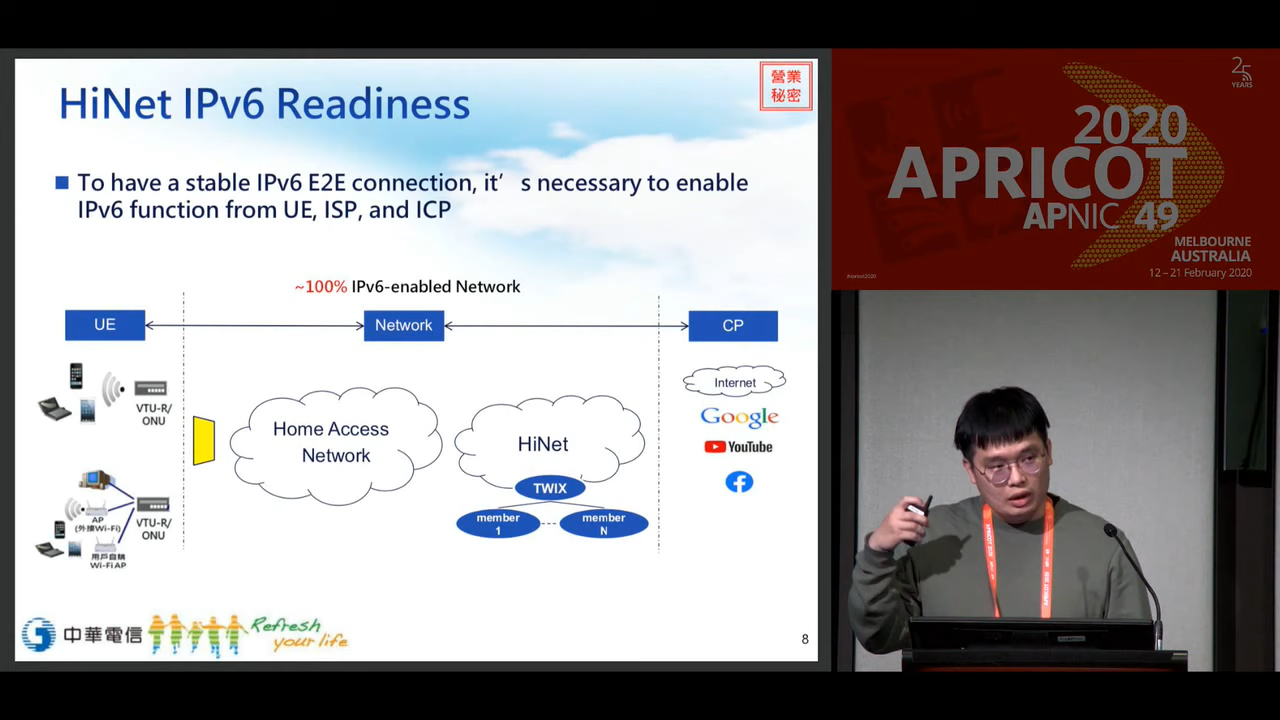 HiNet IPv6 Readiness
營業
秘密
■ To have a stable IPv6 E2E connection, it’ s necessary to enable
IPv6 function from UE, ISP, and ICP
~100% IPv6-enabled Network
UE
Network
CP
VTU-R/
ONU
Home Access
Network
HiNet
TWIX
member
1
member
N
Internet
Google
YouTube
AP
(外接Wi-Fi)
VTU-R/
ONU
用戶自購
Wi-Fi AP
中華電信
Refresh
your life
8
25
YEARS
2020
APRICOT
APNIC 49
MELBOURNE
AUSTRALIA
12 – 21 February 2020
#apricot2020
APRICOT 2020